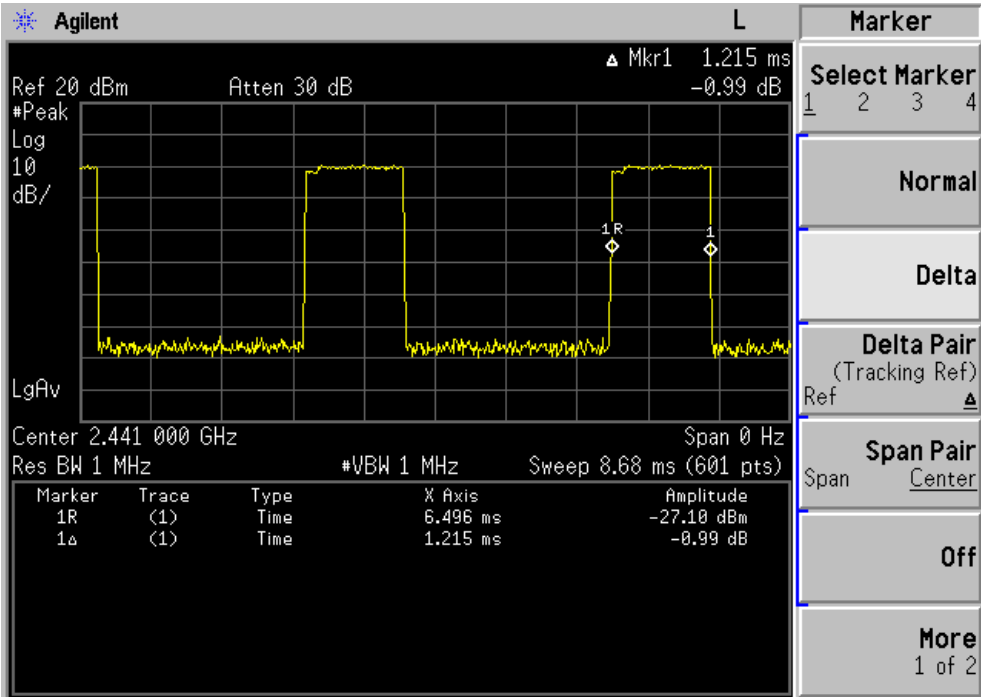 Agilent L Marker
Δ Mkr1 1.215 ms
Ref 20 dBm Atten 30 dB -0.99 dB
#Peak
Log
10
dB/
1R
1
LgAv
Center 2.441 000 GHz Span 0 Hz
Res BW 1 MHz #VBW 1 MHz Sweep 8.68 ms (601 pts)
Marker Trace Type X Axis Amplitude
1R (1) Time 6.496 ms -27.10 dBm
1Δ (1) Time 1.215 ms -0.99 dB
Select Marker
1 2 3 4
Normal
Delta
Delta Pair
(Tracking Ref)
Ref Δ
Span Pair
Span Center
Off
More
1 of 2